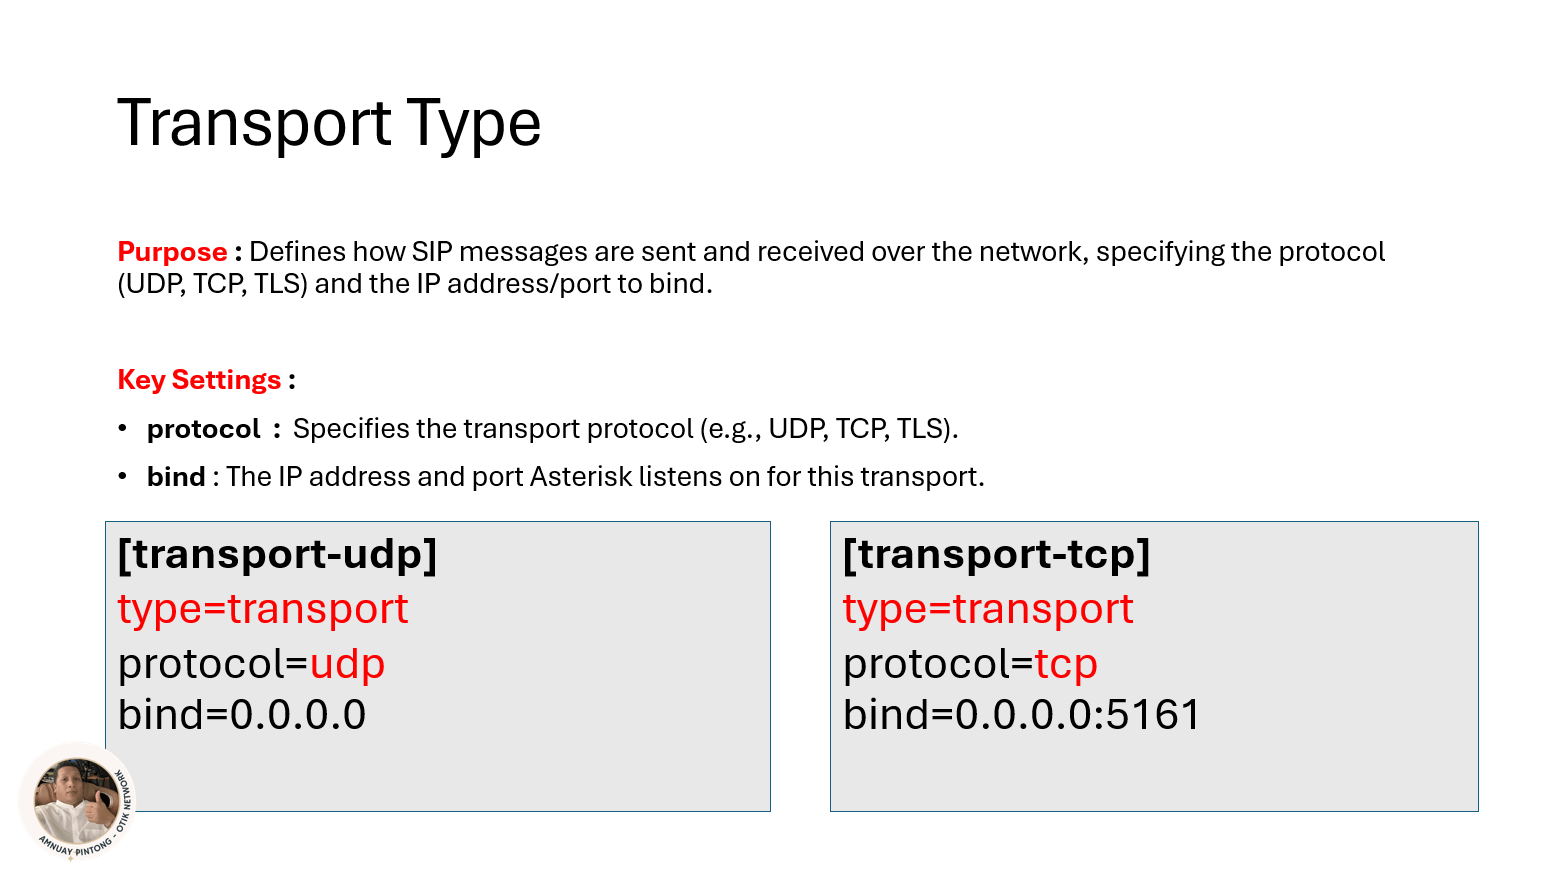 Transport Type
Purpose : Defines how SIP messages are sent and received over the network, specifying the protocol
(UDP, TCP, TLS) and the IP address/port to bind.
Key Settings :
• protocol : Specifies the transport protocol (e.g., UDP, TCP, TLS).
• bind : The IP address and port Asterisk listens on for this transport.
[transport-udp]
type=transport
protocol=udp
bind=0.0.0.0
[transport-tcp]
type=transport
protocol=tcp
bind=0.0.0.0:5161
AMNUAY PINTONG - OTIK NETWORK